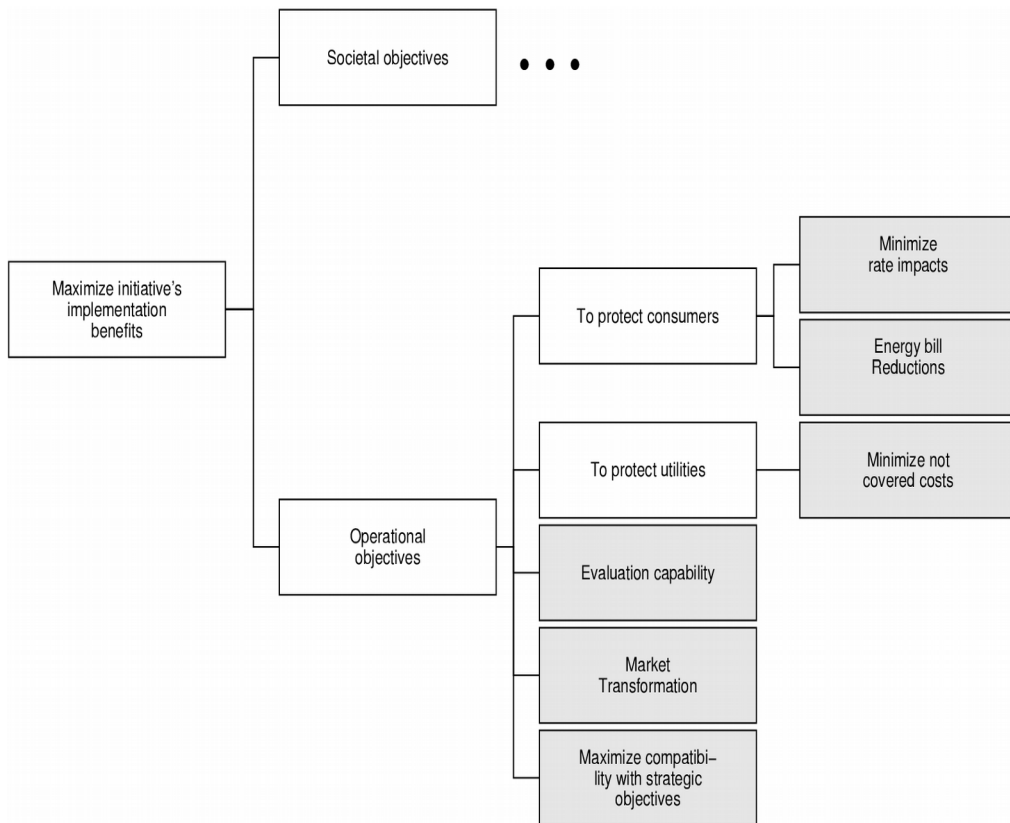 Societal objectives
• • •
Maximize initiative's
implementation
benefits
Minimize
rate impacts
To protect consumers
Energy bill
Reductions
To protect utilities
Minimize not
covered costs
Operational
objectives
Evaluation capability
Market
Transformation
Maximize compatibi–
lity with strategic
objectives